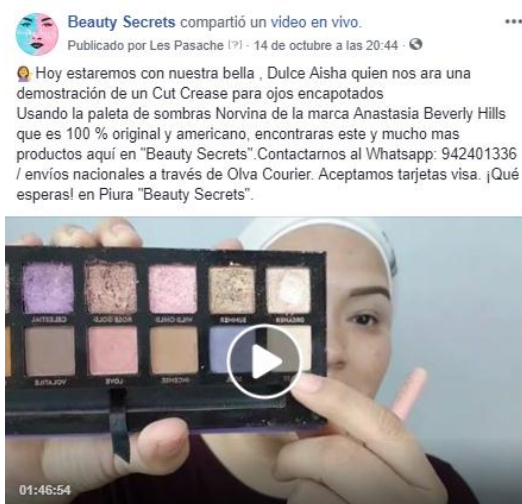 Beauty Secrets compartió un video en vivo.
Publicado por Les Pasache [?] · 14 de octubre a las 20:44 ·
Hoy estaremos con nuestra bella , Dulce Aisha quien nos ara una
demostración de un Cut Crease para ojos encapotados
Usando la paleta de sombras Norvina de la marca Anastasia Beverly Hills
que es 100 % original y americano, encontraras este y mucho mas
productos aquí en "Beauty Secrets".Contactarnos al Whatsapp: 942401336
/ envíos nacionales a través de Olva Courier. Aceptamos tarjetas visa. ¡Qué
esperas! en Piura "Beauty Secrets".
CELESTIAL ROSE GOLD WILD CHILD SUMMER DREAMER
VOLATILE LOVE INCENSE
01:46:54